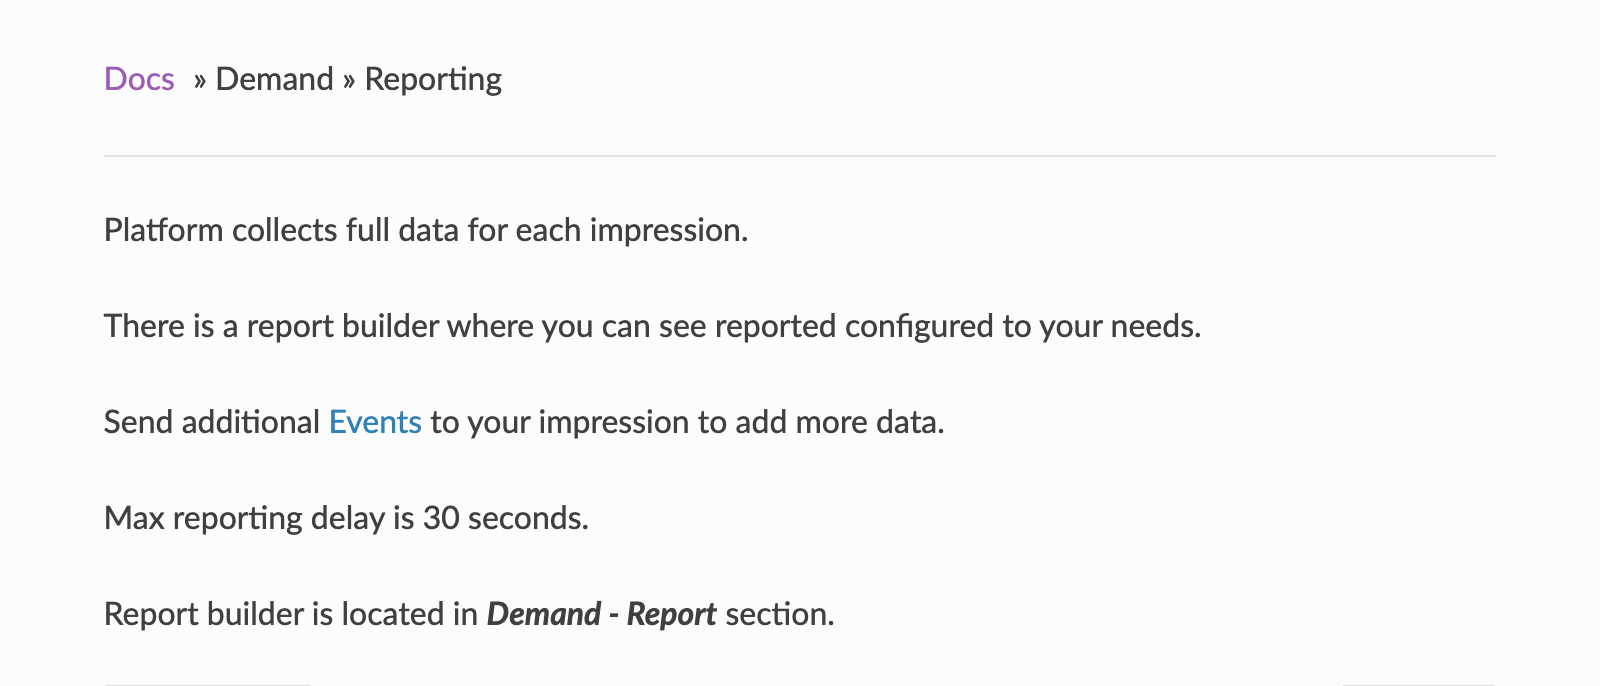 Docs » Demand » Reporting
Platform collects full data for each impression.
There is a report builder where you can see reported configured to your needs.
Send additional Events to your impression to add more data.
Max reporting delay is 30 seconds.
Report builder is located in Demand - Report section.